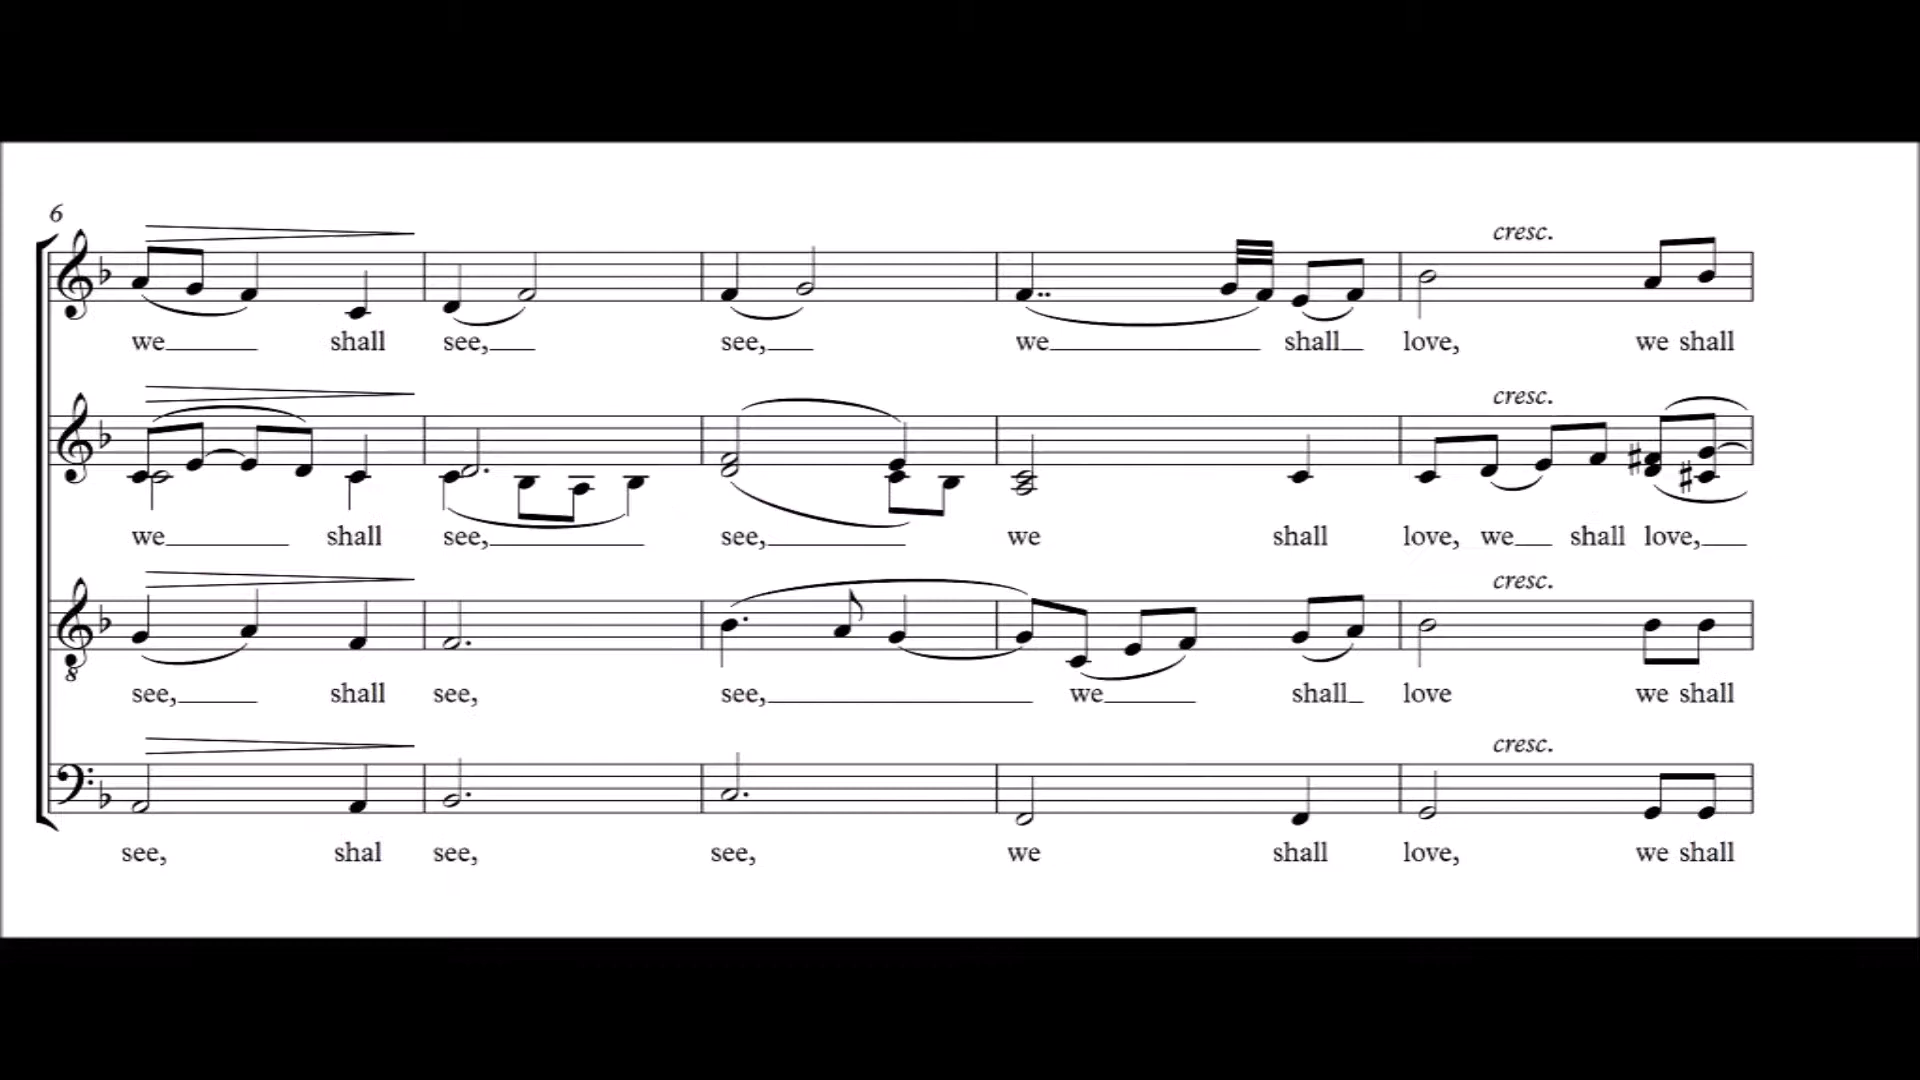 6
cresc.
we shall see, see, we shall love, we shall
cresc.
we shall see, see, we shall love, we shall love,
cresc.
8
see, shall see, see, we shall love we shall
cresc.
see, shal see, see, we shall love, we shall